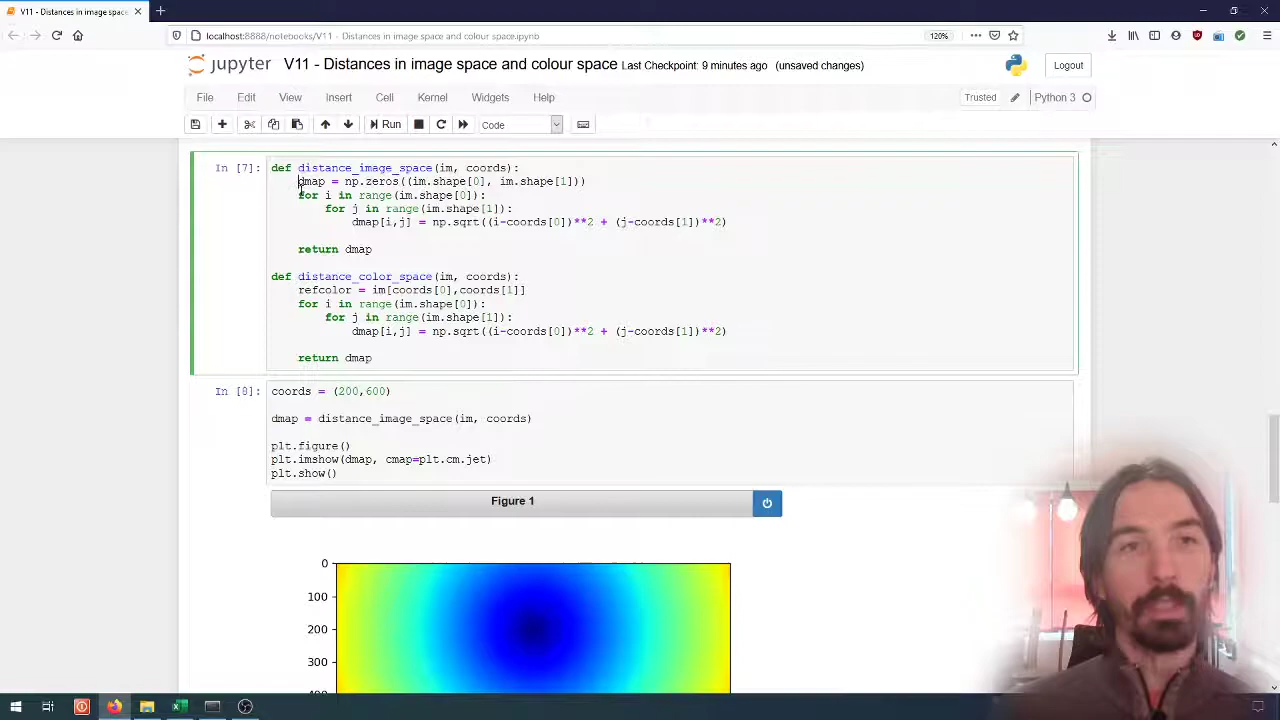 V11 - Distances in image space
localhost:8888/notebooks/V11 - Distances in image space and colour space.ipynb
120%
jupyter V11 - Distances in image space and colour space Last Checkpoint: 9 minutes ago (unsaved changes)
Logout
File Edit View Insert Cell Kernel Widgets Help
Trusted
Python 3
Run
Code
In [7]:
def distance_image_space(im, coords):
dmap = np.zeros((im.shape[0], im.shape[1]))
for i in range(im.shape[0]):
for j in range(im.shape[1]):
dmap[i,j] = np.sqrt((i-coords[0])**2 + (j-coords[1])**2)
return dmap
def distance_color_space(im, coords):
refcolor = im[coords[0],coords[1]]
for i in range(im.shape[0]):
for j in range(im.shape[1]):
dmap[i,j] = np.sqrt((i-coords[0])**2 + (j-coords[1])**2)
return dmap
In [8]:
coords = (200,600)
dmap = distance_image_space(im, coords)
plt.figure()
plt.imshow(dmap, cmap=plt.cm.jet)
plt.show()
Figure 1
0
100
200
300